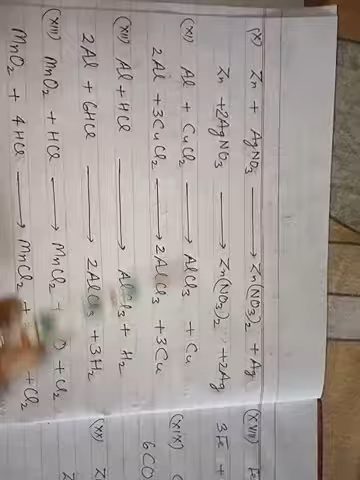 (X) Zn + AgNO₃ ⟶ Zn(NO₃)₂ + Ag
Zn + 2AgNO₃ ⟶ Zn(NO₃)₂ + 2Ag
(XI) Al + CuCl₂ ⟶ AlCl₃ + Cu
2Al + 3CuCl₂ ⟶ 2AlCl₃ + 3Cu
(XII) Al + HCl ⟶ AlCl₃ + H₂
2Al + 6HCl ⟶ 2AlCl₃ + 3H₂
(XIII) MnO₂ + HCl ⟶ MnCl₂ + + Cl₂
MnO₂ + 4HCl ⟶ MnCl₂ + + Cl₂
(XVIII) Fe
3Fe +
(XIX)
6CO
(XX)